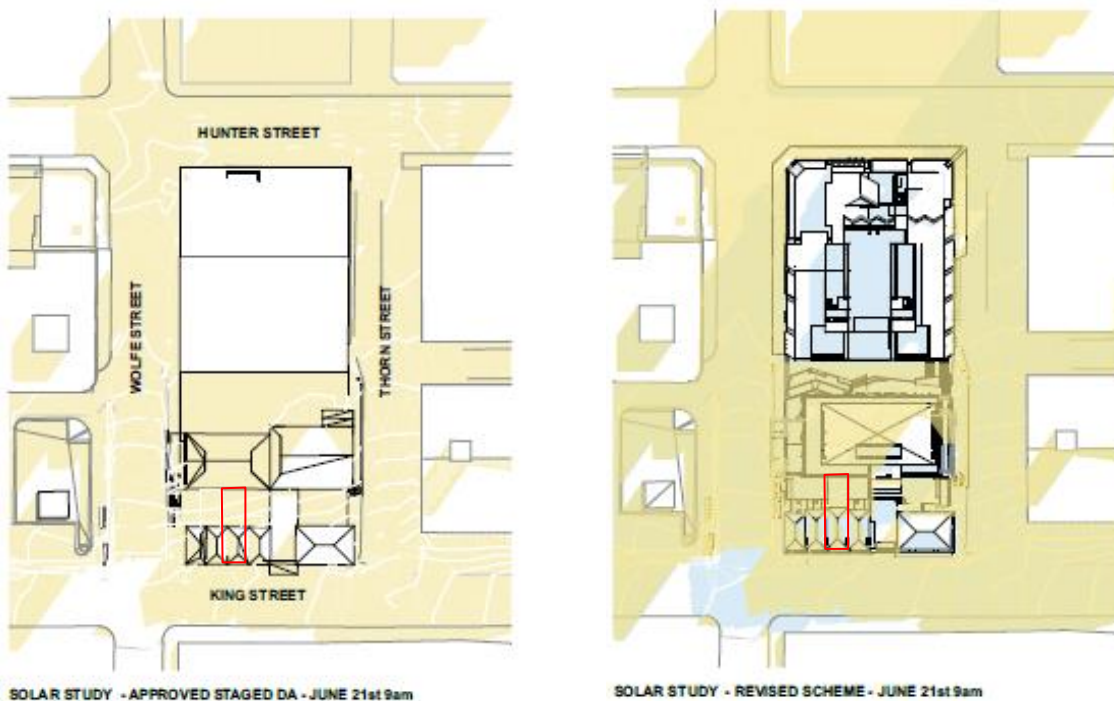 HUNTER STREET
WOLFE STREET
THORN STREET
KING STREET
SOLAR STUDY - APPROVED STAGED DA - JUNE 21st 9am
SOLAR STUDY - REVISED SCHEME - JUNE 21st 9am